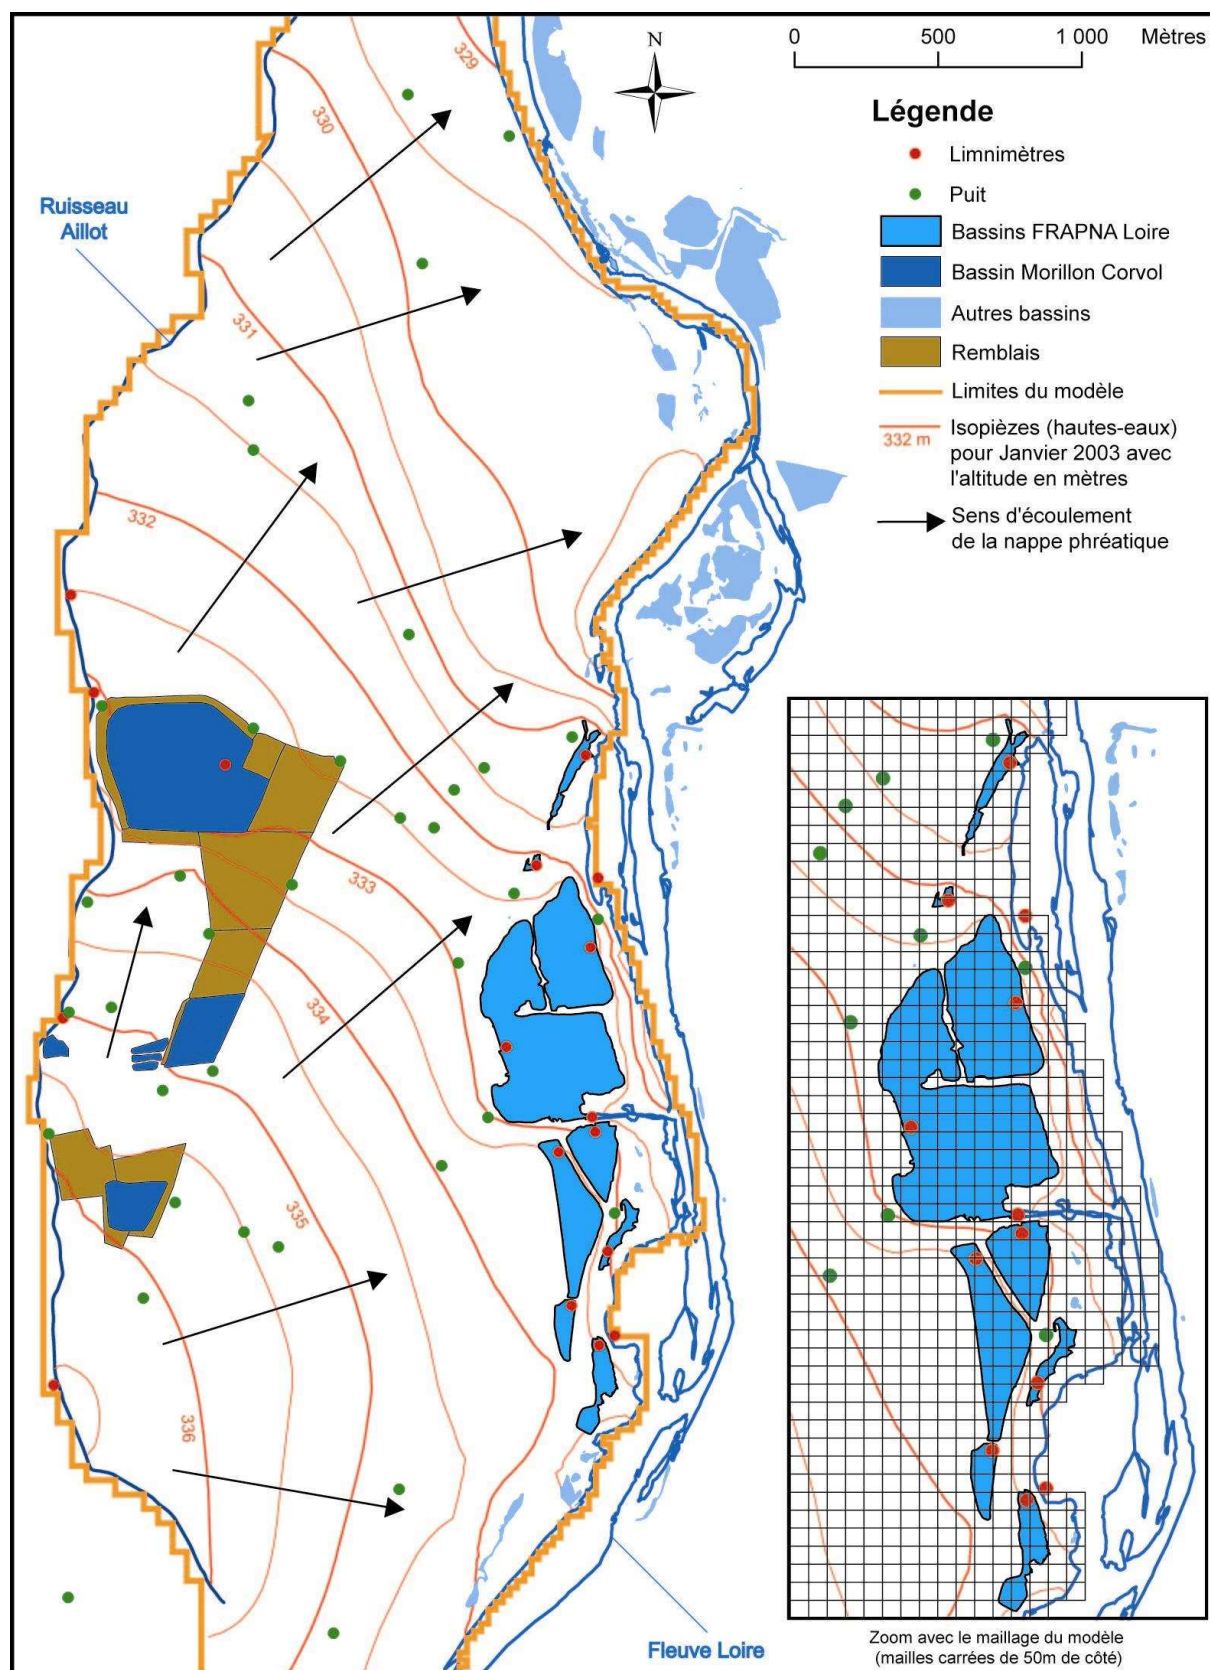 N
0 500 1 000 Mètres
Légende
Limnimètres
Puit
Bassins FRAPNA Loire
Bassin Morillon Corvol
Autres bassins
Remblais
Limites du modèle
332 m
Isopièzes (hautes-eaux)
pour Janvier 2003 avec
l'altitude en mètres
Sens d'écoulement
de la nappe phréatique
Ruisseau
Aillot
329
330
331
332
333
334
335
336
Fleuve Loire
Zoom avec le maillage du modèle
(mailles carrées de 50m de côté)